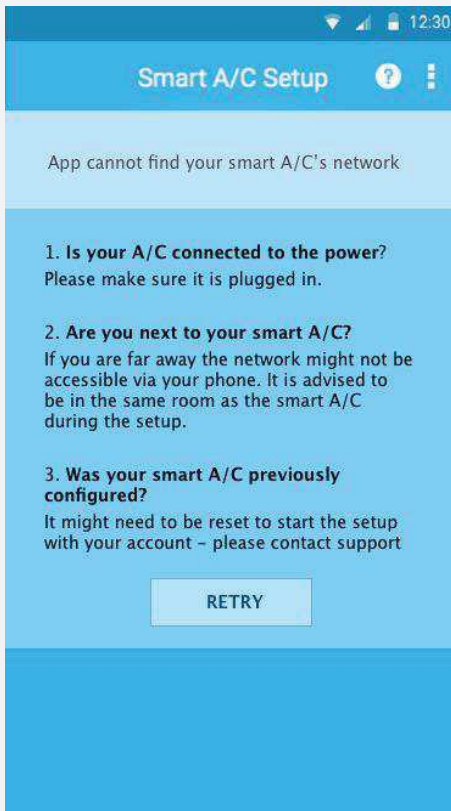 12:30
Smart A/C Setup ?
App cannot find your smart A/C's network
1. Is your A/C connected to the power?
Please make sure it is plugged in.
2. Are you next to your smart A/C?
If you are far away the network might not be
accessible via your phone. It is advised to
be in the same room as the smart A/C
during the setup.
3. Was your smart A/C previously
configured?
It might need to be reset to start the setup
with your account – please contact support
RETRY